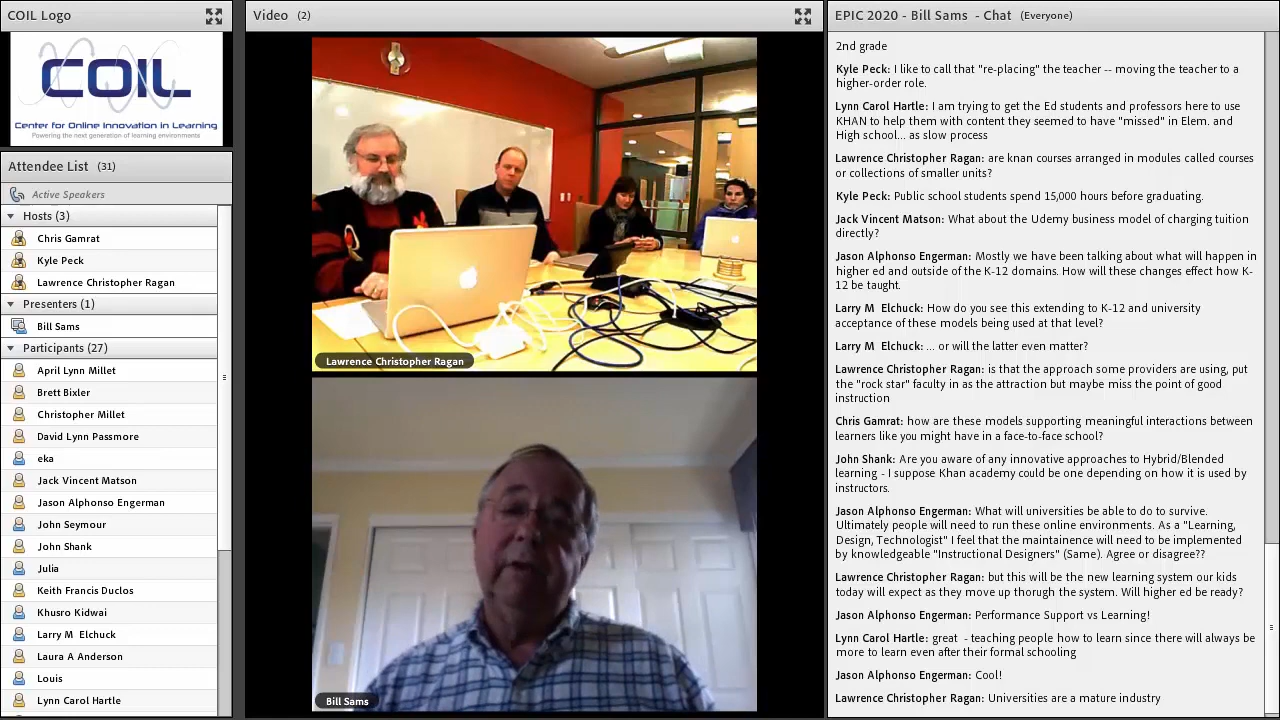 COIL Logo
COIL
Center for Online Innovation in Learning
Powering the next generation of learning environments
Attendee List (31)
Active Speakers
Hosts (3)
Chris Gamrat
Kyle Peck
Lawrence Christopher Ragan
Presenters (1)
Bill Sams
Participants (27)
April Lynn Millet
Brett Bixler
Christopher Millet
David Lynn Passmore
eka
Jack Vincent Matson
Jason Alphonso Engerman
John Seymour
John Shank
Julia
Keith Francis Duclos
Khusro Kidwai
Larry M Elchuck
Laura A Anderson
Louis
Lynn Carol Hartle
Video (2)
Lawrence Christopher Ragan
Bill Sams
EPIC 2020 - Bill Sams - Chat (Everyone)
2nd grade
Kyle Peck: I like to call that "re-placing" the teacher -- moving the teacher to a
higher-order role.
Lynn Carol Hartle: I am trying to get the Ed students and professors here to use
KHAN to help them with content they seemed to have "missed" in Elem. and
HS.......... as slow process
Lawrence Christopher Ragan: are knan courses arranged in modules called courses
or collections of smaller units?
Kyle Peck: Public school students spend 15,000 hours before graduating.
Jack Vincent Matson: What about the Udemy business model of charging tuition
directly?
Jason Alphonso Engerman: Mostly we have been talking about what will happen in
higher ed and outside of the K-12 domains. How will these changes effect how K-
12 be taught.
Larry M Elchuck: How do you see this extending to K-12 and university
acceptance of these models being used at that level?
Larry M Elchuck: ... or will the latter even matter?
Lawrence Christopher Ragan: is that the approach some providers are using, put
the "rock star" faculty in as the attraction but maybe miss the point of good
instruction
Chris Gamrat: how are these models supporting meaningful interactions between
learners like you might have in a face-to-face school?
John Shank: Are you aware of any innovative approaches to Hybrid/Blended
learning - I suppose Khan academy could be one depending on how it is used by
instructors.
Jason Alphonso Engerman: What will universities be able to do to survive.
Ultimately people will need to run these online environments. As a "Learning,
Design, Technologist" I feel that the maintainence will need to be implemented
by knowledgeable "Instructional Designers" (Same). Agree or disagree??
Lawrence Christopher Ragan: but this will be the new learning system our kids
today will expect as they move up thorugh the system. Will higher ed be ready?
Jason Alphonso Engerman: Performance Support vs Learning!
Lynn Carol Hartle: great - teaching people how to learn since there will always be
more to learn even after their formal schooling
Jason Alphonso Engerman: Cool!
Lawrence Christopher Ragan: Univesities are a mature industry